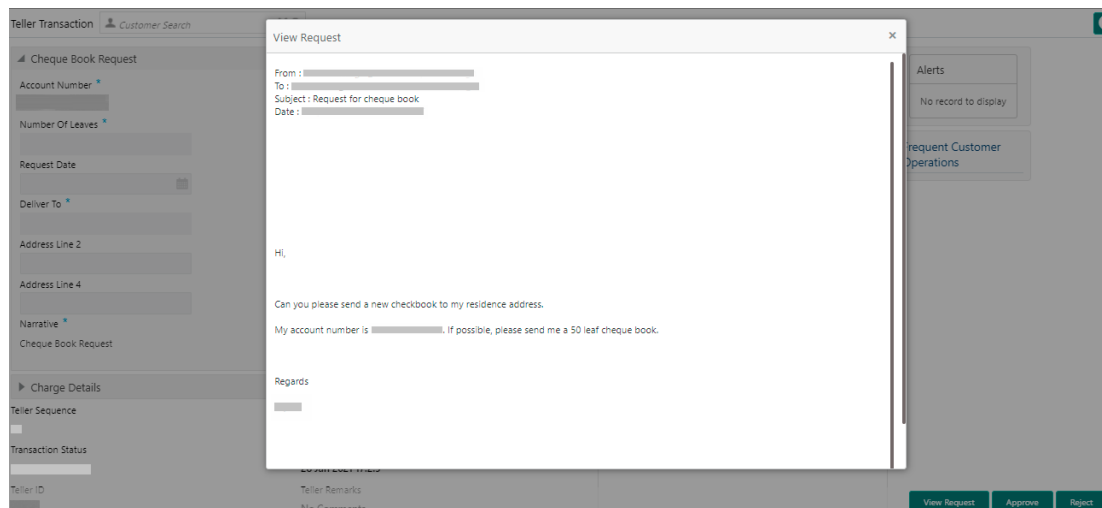 Teller Transaction
Customer Search
View Request
×
Cheque Book Request
Account Number *
Number Of Leaves *
Request Date
Deliver To *
Address Line 2
Address Line 4
Narrative *
Cheque Book Request
Charge Details
Teller Sequence
Transaction Status
Teller ID
From :
To :
Subject : Request for cheque book
Date :
Hi,
Can you please send a new checkbook to my residence address.
My account number is . If possible, please send me a 50 leaf cheque book.
Regards
Teller Remarks
No Comments
Alerts
No record to display
Frequent Customer
Operations
View Request
Approve
Reject